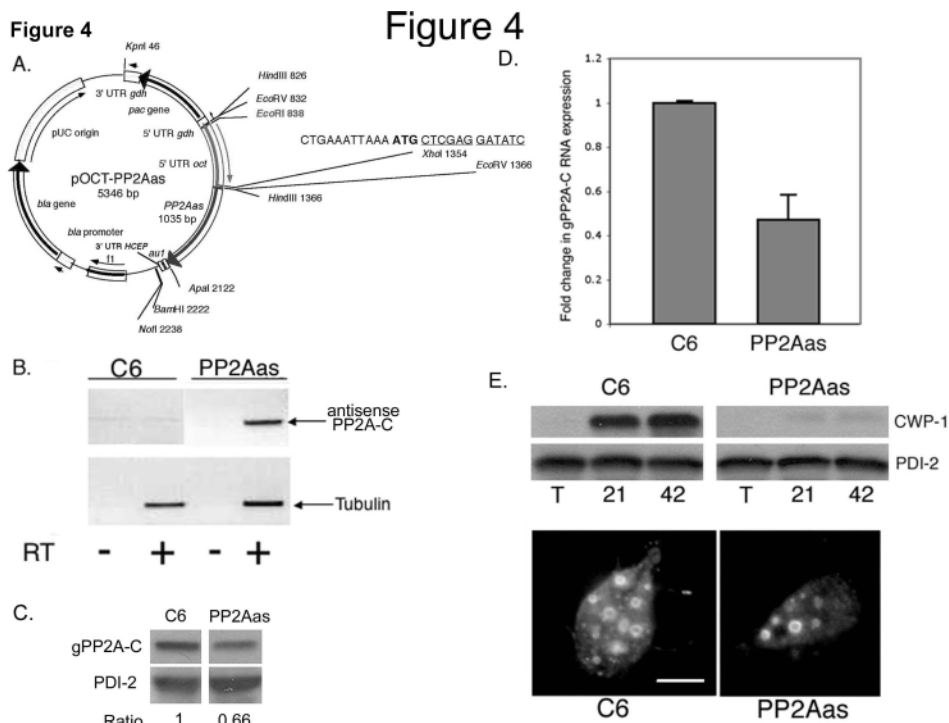 Figure 4
Figure 4
A.
KpnI 46
3' UTR gdh
pac gene
HindIII 826
EcoRV 832
EcoRI 838
5' UTR gdh
pUC origin
5' UTR oct
CTGAAATTAAA ATG CTCGAG GATATC
XhoI 1354
EcoRV 1366
HindIII 1366
pOCT-PP2Aas
5346 bp
PP2Aas
1035 bp
bla gene
bla promoter
3' UTR HCEP
f1
au1
ApaI 2122
BamHI 2222
NotI 2238
B.
C6 PP2Aas
antisense
PP2A-C
Tubulin
RT - + - +
C.
C6 PP2Aas
gPP2A-C
PDI-2
Ratio 1 0.66
D.
Fold change in gPP2A-C RNA expression
1.2
1
0.8
0.6
0.4
0.2
0
C6 PP2Aas
E.
C6 PP2Aas
CWP-1
PDI-2
T 21 42 T 21 42
C6 PP2Aas